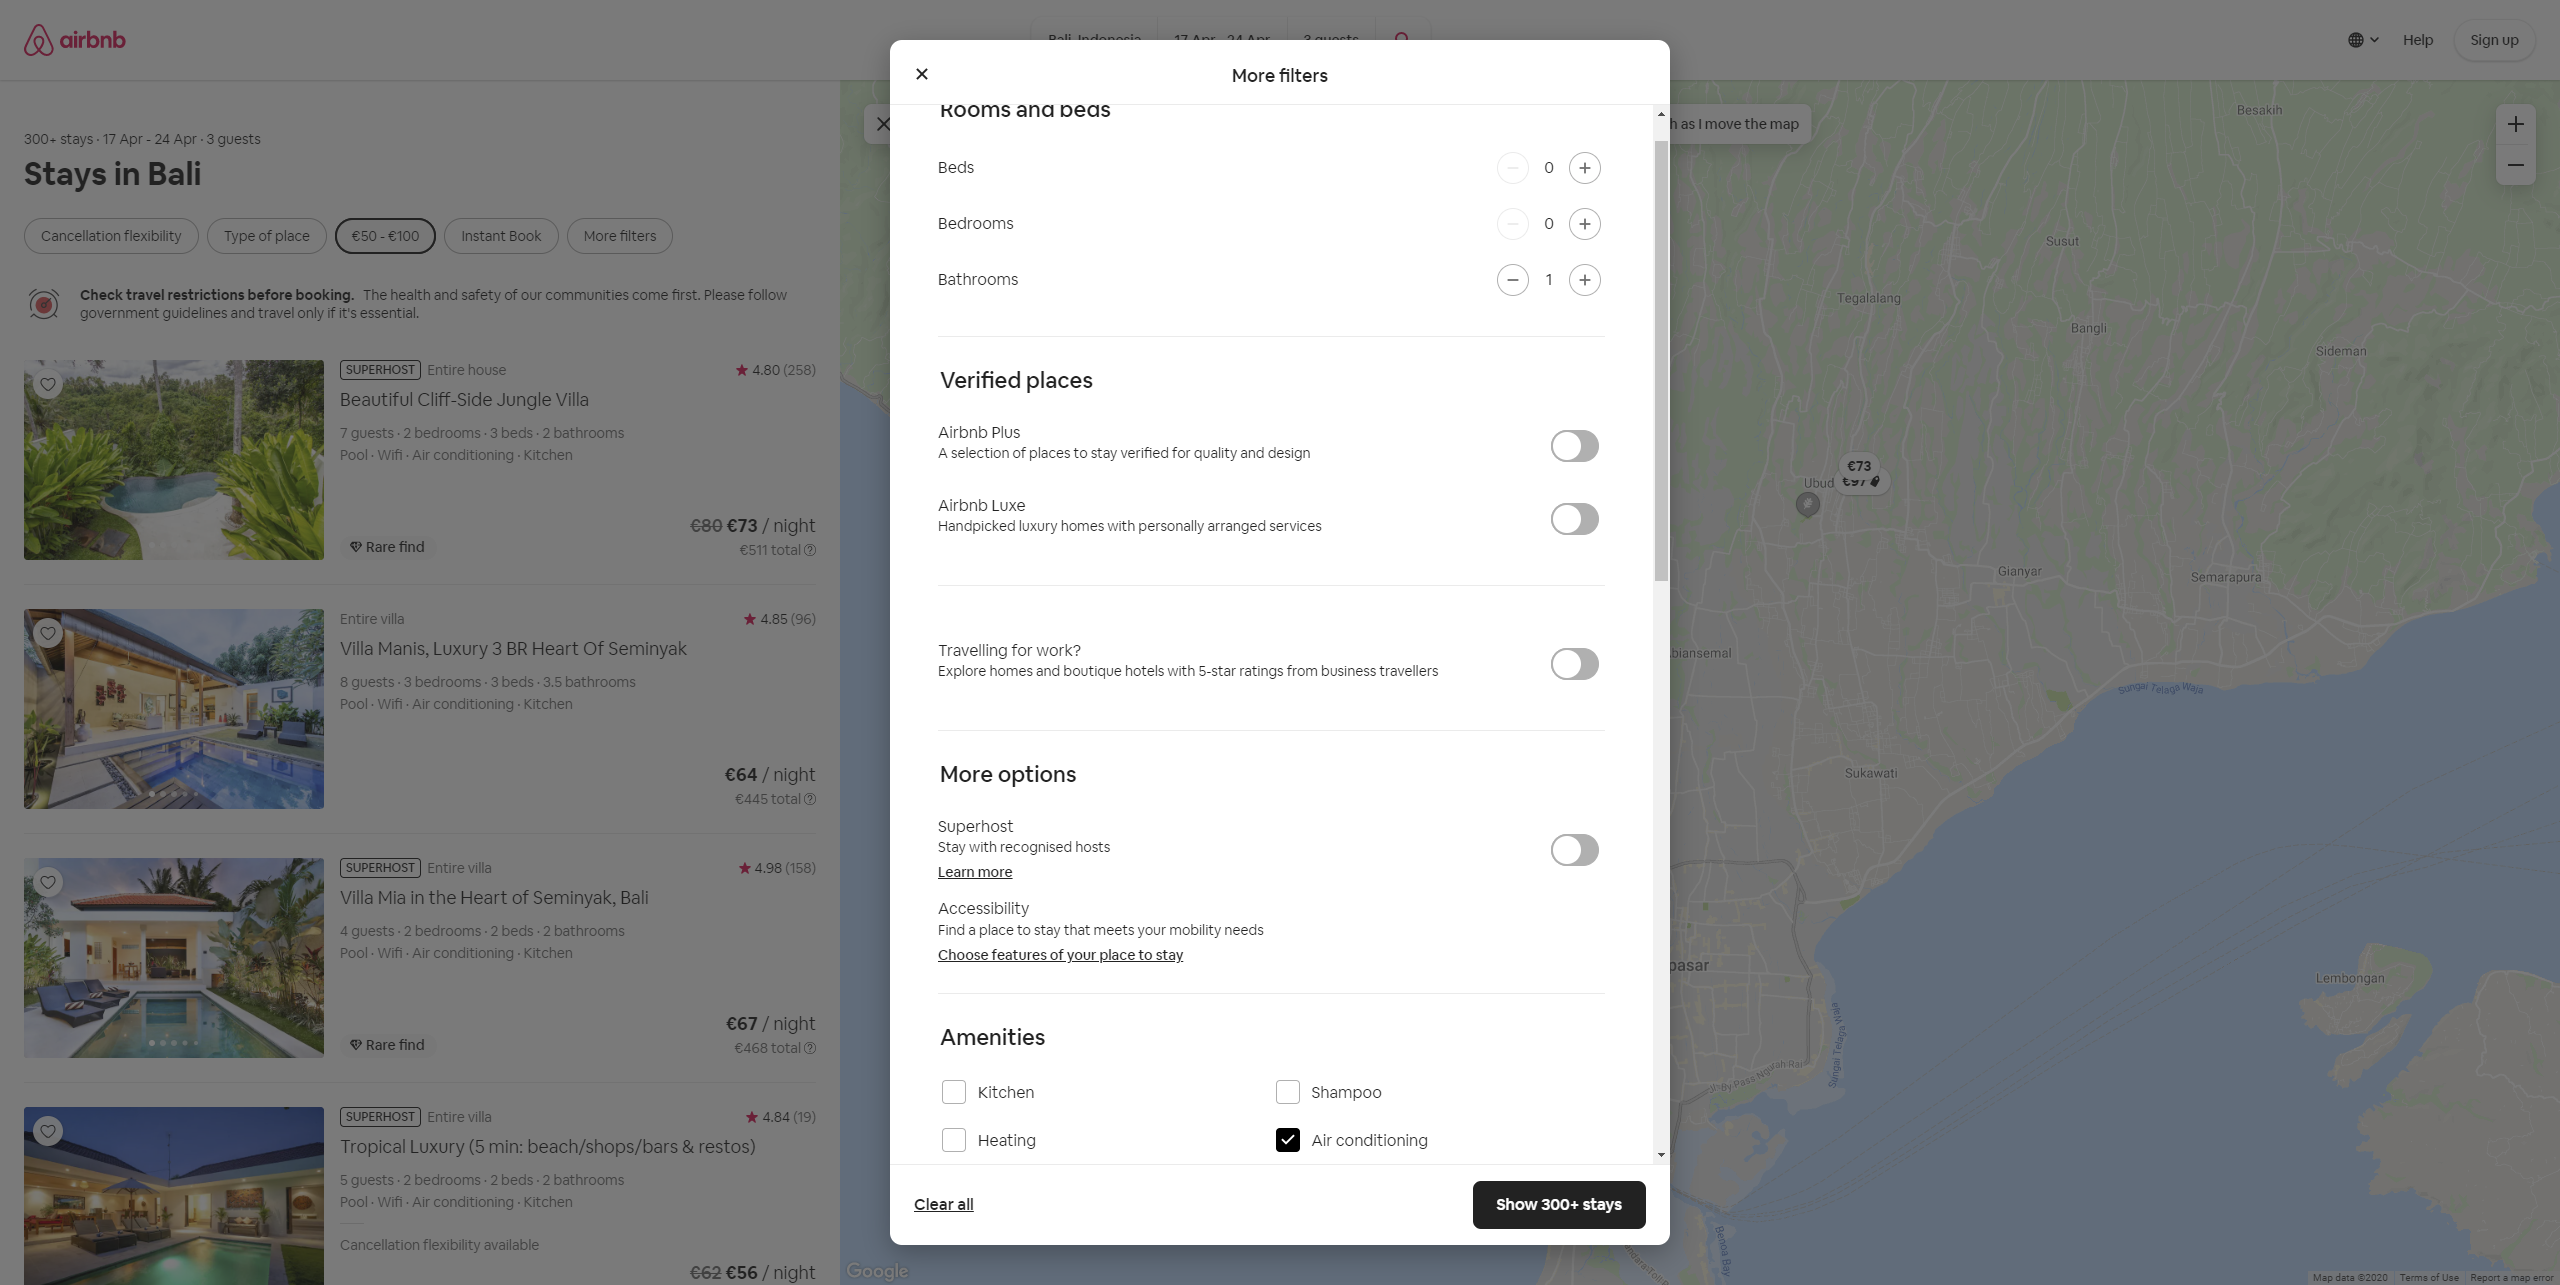 airbnb
Bali, Indonesia
17 Apr - 24 Apr
3 guests
Help
Sign up
300+ stays · 17 Apr - 24 Apr · 3 guests
Stays in Bali
Cancellation flexibility
Type of place
€50 - €100
Instant Book
More filters
Check travel restrictions before booking. The health and safety of our communities come first. Please follow
government guidelines and travel only if it's essential.
SUPERHOST Entire house
4.80 (258)
Beautiful Cliff-Side Jungle Villa
7 guests · 2 bedrooms · 3 beds · 2 bathrooms
Pool · Wifi · Air conditioning · Kitchen
€80 €73 / night
Rare find
€511 total
Entire villa
4.85 (96)
Villa Manis, Luxury 3 BR Heart Of Seminyak
8 guests · 3 bedrooms · 3 beds · 3.5 bathrooms
Pool · Wifi · Air conditioning · Kitchen
€64 / night
€445 total
SUPERHOST Entire villa
4.98 (158)
Villa Mia in the Heart of Seminyak, Bali
4 guests · 2 bedrooms · 2 beds · 2 bathrooms
Pool · Wifi · Air conditioning · Kitchen
€67 / night
Rare find
€468 total
SUPERHOST Entire villa
4.84 (19)
Tropical Luxury (5 min: beach/shops/bars & restos)
5 guests · 2 bedrooms · 2 beds · 2 bathrooms
Pool · Wifi · Air conditioning · Kitchen
Cancellation flexibility available
€62 €56 / night
More filters
Rooms and beds
Beds
0
Bedrooms
0
Bathrooms
1
Verified places
Airbnb Plus
A selection of places to stay verified for quality and design
Airbnb Luxe
Handpicked luxury homes with personally arranged services
Travelling for work?
Explore homes and boutique hotels with 5-star ratings from business travellers
More options
Superhost
Stay with recognised hosts
Learn more
Accessibility
Find a place to stay that meets your mobility needs
Choose features of your place to stay
Amenities
Kitchen
Shampoo
Heating
Air conditioning
Clear all
Show 300+ stays
h as I move the map
Besakih
Susut
Tegalalang
Bangli
Sideman
€73
Ubud
€97
Gianyar
Semarapura
biansemal
Sungai Telaga Waja
Sukawati
pasar
Lembongan
Sungai Telaga Waja
By Pass Ngurah Rai
Benoa Bay
Google
Map data ©2020
Terms of Use
Report a map error